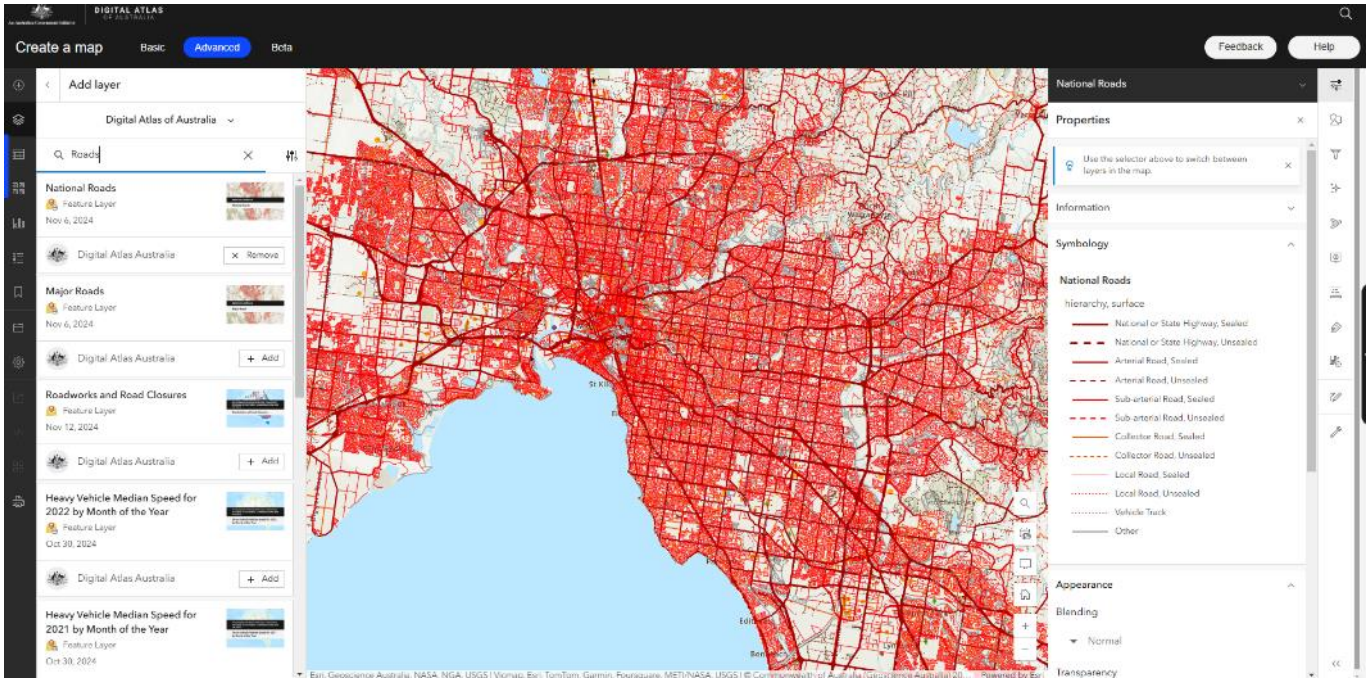 DIGITAL ATLAS
OF AUSTRALIA
An Australian Government Initiative
Create a map
Basic
Advanced
Beta
Feedback
Help
Add layer
Digital Atlas of Australia
Roads
National Roads
Feature Layer
Nov 6, 2024
Digital Atlas Australia
× Remove
Major Roads
Feature Layer
Nov 6, 2024
Digital Atlas Australia
+ Add
Roadworks and Road Closures
Feature Layer
Nov 12, 2024
Digital Atlas Australia
+ Add
Heavy Vehicle Median Speed for
2022 by Month of the Year
Feature Layer
Oct 30, 2024
Digital Atlas Australia
+ Add
Heavy Vehicle Median Speed for
2021 by Month of the Year
Feature Layer
Oct 30, 2024
St Kil
Esri, Geoscience Australia, NASA, NGA, USGS | Vicmap, Esri, TomTom, Garmin, Foursquare, METI/NASA, USGS | © Commonwealth of Australia (Geoscience Australia) 20...
Powered by Esri
National Roads
Properties
Use the selector above to switch between
layers in the map.
Information
Symbology
National Roads
hierarchy, surface
National or State Highway, Sealed
National or State Highway, Unsealed
Arterial Road, Sealed
Arterial Road, Unsealed
Sub-arterial Road, Sealed
Sub-arterial Road, Unsealed
Collector Road, Sealed
Collector Road, Unsealed
Local Road, Sealed
Local Road, Unsealed
Vehicle Track
Other
Appearance
Blending
Normal
Transparency